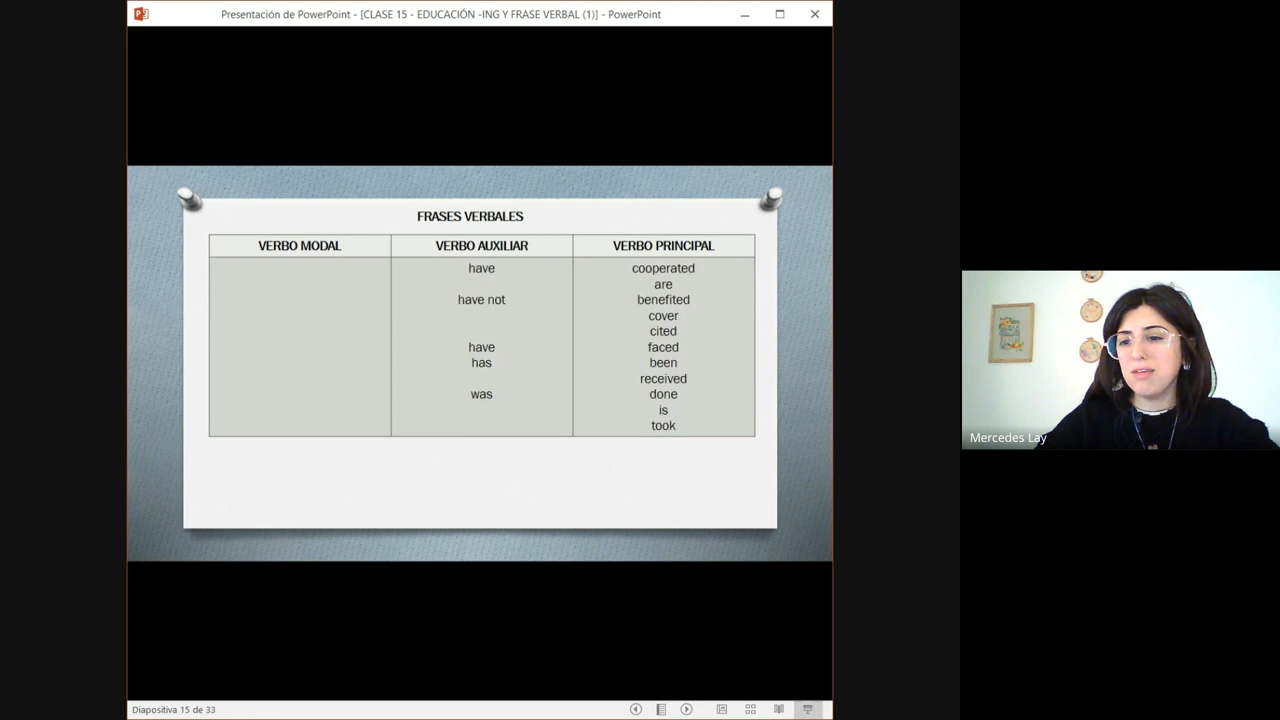 Presentación de PowerPoint - [CLASE 15 - EDUCACIÓN -ING Y FRASE VERBAL (1)] - PowerPoint
FRASES VERBALES
VERBO MODAL VERBO AUXILIAR VERBO PRINCIPAL
have cooperated
are
have not benefited
cover
cited
have faced
has been
received
was done
is
took
Mercedes Lay
Diapositiva 15 de 33